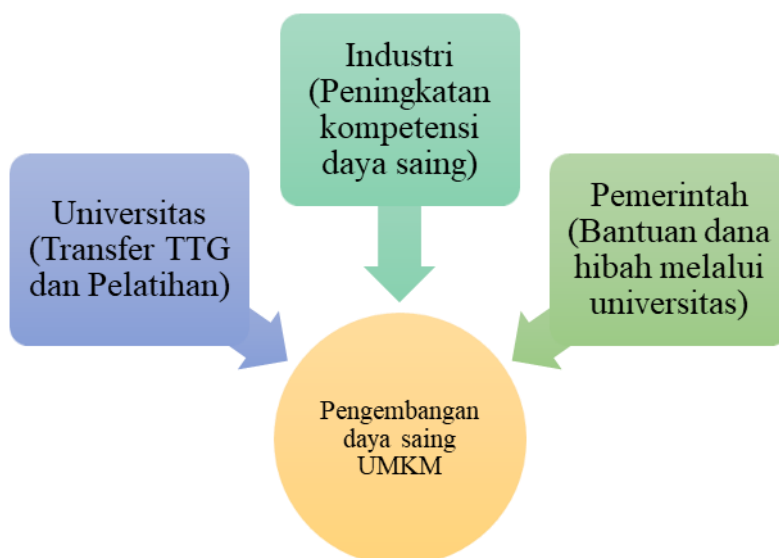 Industri
(Peningkatan
kompetensi
daya saing)
Universitas
(Transfer TTG
dan Pelatihan)
Pemerintah
(Bantuan dana
hibah melalui
universitas)
Pengembangan
daya saing
UMKM